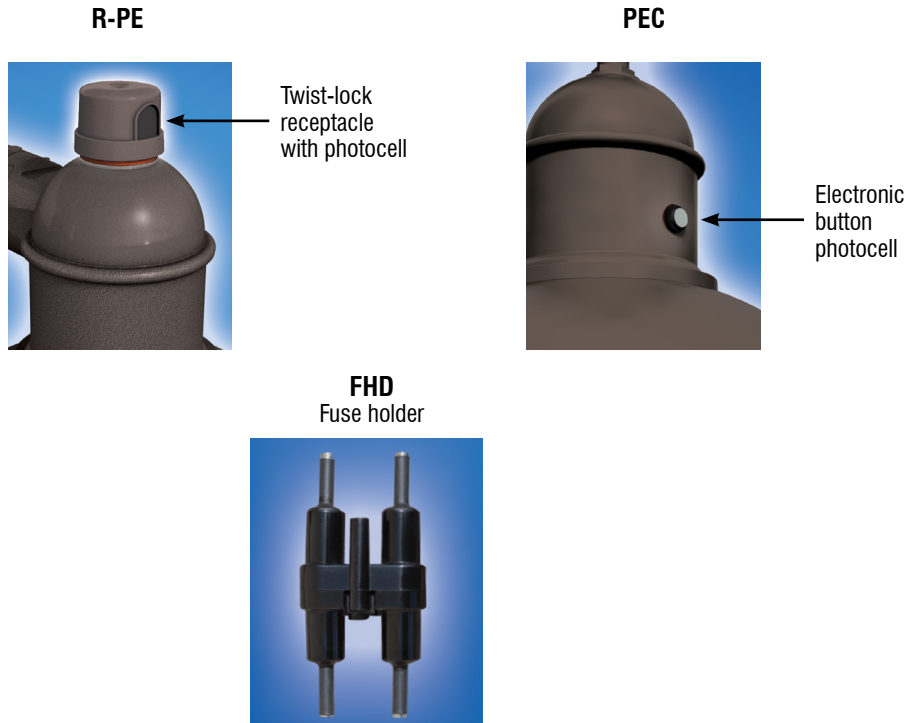 R-PE
Twist-lock
receptacle
with photocell
PEC
Electronic
button
photocell
FHD
Fuse holder